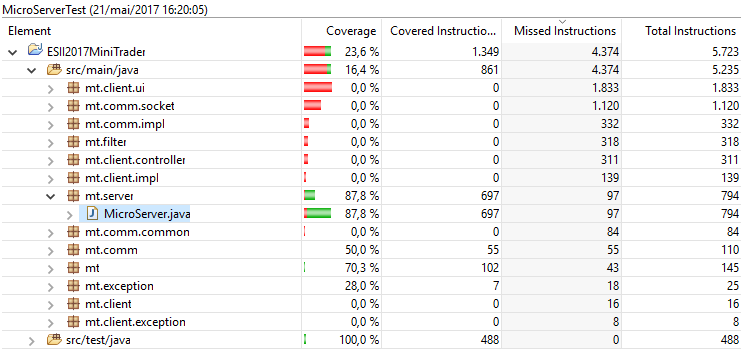 MicroServerTest (21/mai/2017 16:20:05)
Element Coverage Covered Instructio... Missed Instructions Total Instructions
ESII2017MiniTrader 23,6 % 1.349 4.374 5.723
src/main/java 16,4 % 861 4.374 5.235
mt.client.ui 0,0 % 0 1.833 1.833
mt.comm.socket 0,0 % 0 1.120 1.120
mt.comm.impl 0,0 % 0 332 332
mt.filter 0,0 % 0 318 318
mt.client.controller 0,0 % 0 311 311
mt.client.impl 0,0 % 0 139 139
mt.server 87,8 % 697 97 794
MicroServer.java 87,8 % 697 97 794
mt.comm.common 0,0 % 0 84 84
mt.comm 50,0 % 55 55 110
mt 70,3 % 102 43 145
mt.exception 28,0 % 7 18 25
mt.client 0,0 % 0 16 16
mt.client.exception 0,0 % 0 8 8
src/test/java 100,0 % 488 0 488